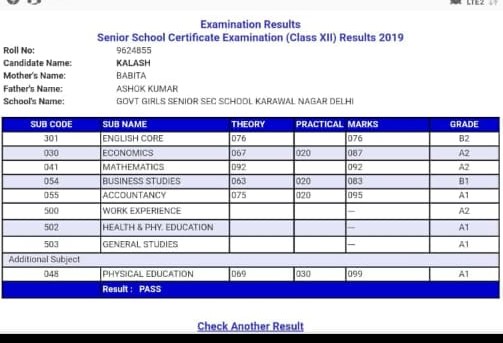 LTE2
Examination Results
Senior School Certificate Examination (Class XII) Results 2019
Roll No: 9624855
Candidate Name: KALASH
Mother's Name: BABITA
Father's Name: ASHOK KUMAR
School's Name: GOVT GIRLS SENIOR SEC SCHOOL KARAWAL NAGAR DELHI
SUB CODE SUB NAME THEORY PRACTICAL MARKS GRADE
301 ENGLISH CORE 076 076 B2
030 ECONOMICS 067 020 087 A2
041 MATHEMATICS 092 092 A2
054 BUSINESS STUDIES 063 020 083 B1
055 ACCOUNTANCY 075 020 095 A1
500 WORK EXPERIENCE --- A2
502 HEALTH & PHY. EDUCATION --- A1
503 GENERAL STUDIES --- A1
Additional Subject
048 PHYSICAL EDUCATION 069 030 099 A1
Result : PASS
Check Another Result